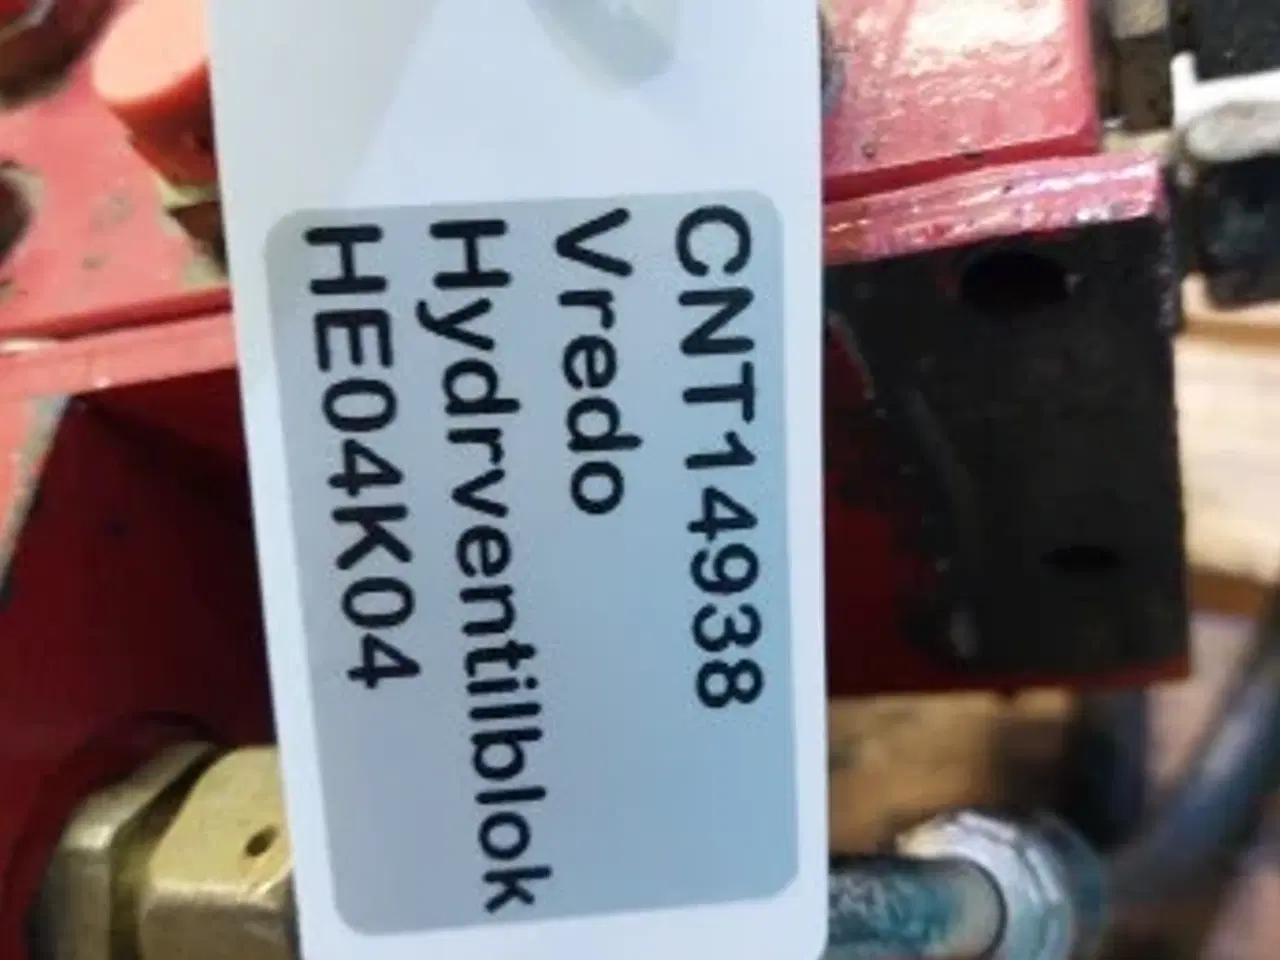 CNT14938
Vredo
Hydrventilblok
HE04K04